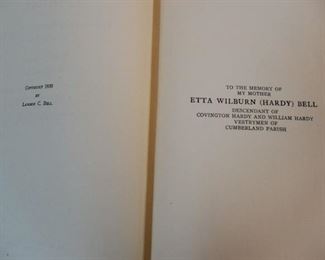 COPYRIGHT 1930
BY
LANDON C. BELL
TO THE MEMORY OF
MY MOTHER
ETTA WILBURN (HARDY) BELL
DESCENDANT OF
COVINGTON HARDY AND WILLIAM HARDY
VESTRYMEN OF
CUMBERLAND PARISH